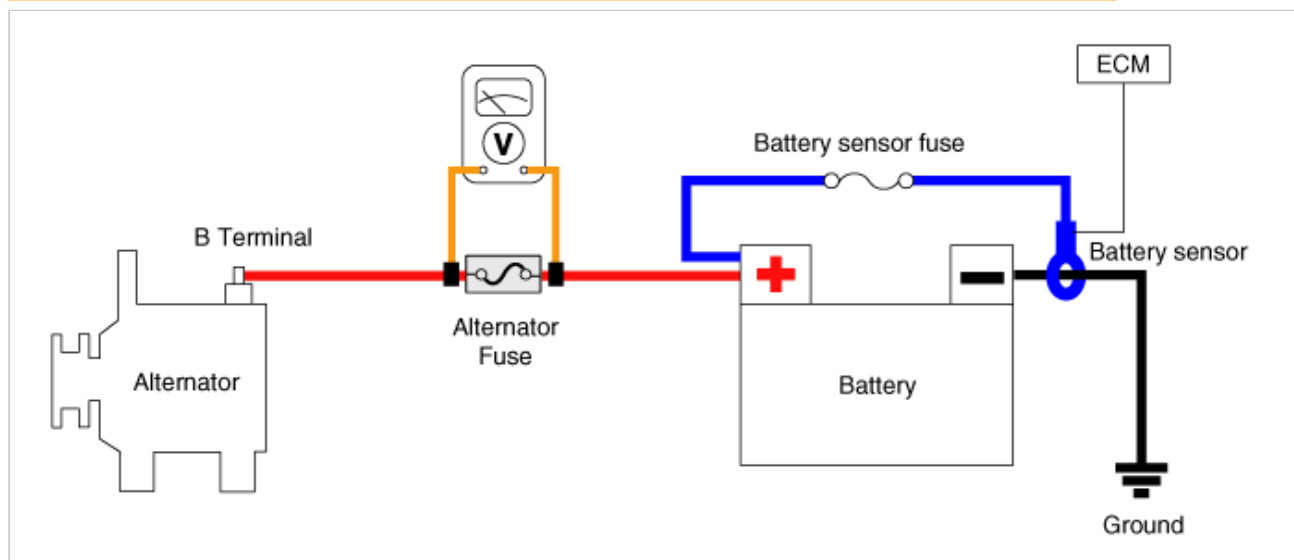 ECM
Battery sensor fuse
V
B Terminal
Battery sensor
+
−
Alternator
Fuse
Alternator
Battery
Ground